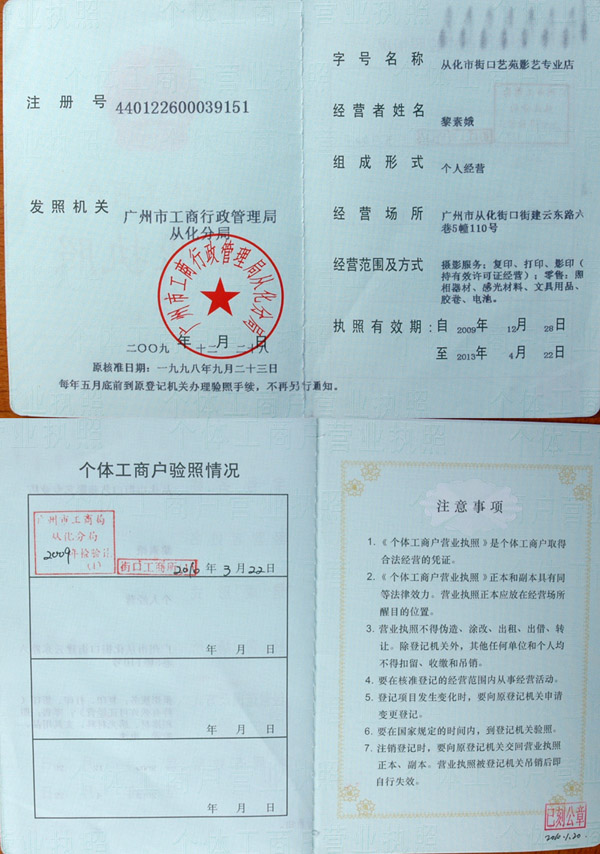 注册号 440122600039151
发照机关 广州市工商行政管理局
从化分局
广州市工商行政管理局从化分局
年 月 日
二〇〇九 十二 二十八
原核准日期:一九九八年九月二十三日
每年五月底前到原登记机关办理验照手续,不再另行通知。
字号名称 从化市街口艺苑影艺专业店
经营者姓名 黎素娥
组成形式 个人经营
经营场所 广州市从化街口街建云东路六
巷5幢110号
经营范围及方式 摄影服务;复印、打印、影印(
持有效许可证经营);零售:照
相器材、感光材料、文具用品、
胶卷、电池。
执照有效期:自 2009年 12月 28日
至 2013年 4月 22日
个体工商户验照情况
广州市工商局
从化分局
2009年检验讫
(1)
街口工商所 2010 年 3 月 22 日
年 月 日
年 月 日
年 月 日
注意事项
1.《个体工商户营业执照》是个体工商户取得
合法经营的凭证。
2.《个体工商户营业执照》正本和副本具有同
等法律效力。营业执照正本应放在经营场所
醒目的位置。
3.营业执照不得伪造、涂改、出租、出借、转
让。除登记机关外,其他任何单位和个人均
不得扣留、收缴和吊销。
4.要在核准登记的经营范围内从事经营活动。
5.登记项目发生变化时,要向原登记机关申请
变更登记。
6.要在国家规定的时间内,到登记机关验照。
7.注销登记时,要向原登记机关交回营业执照
正本、副本。营业执照被登记机关吊销后即
自行失效。
已刻公章
2010.1.20